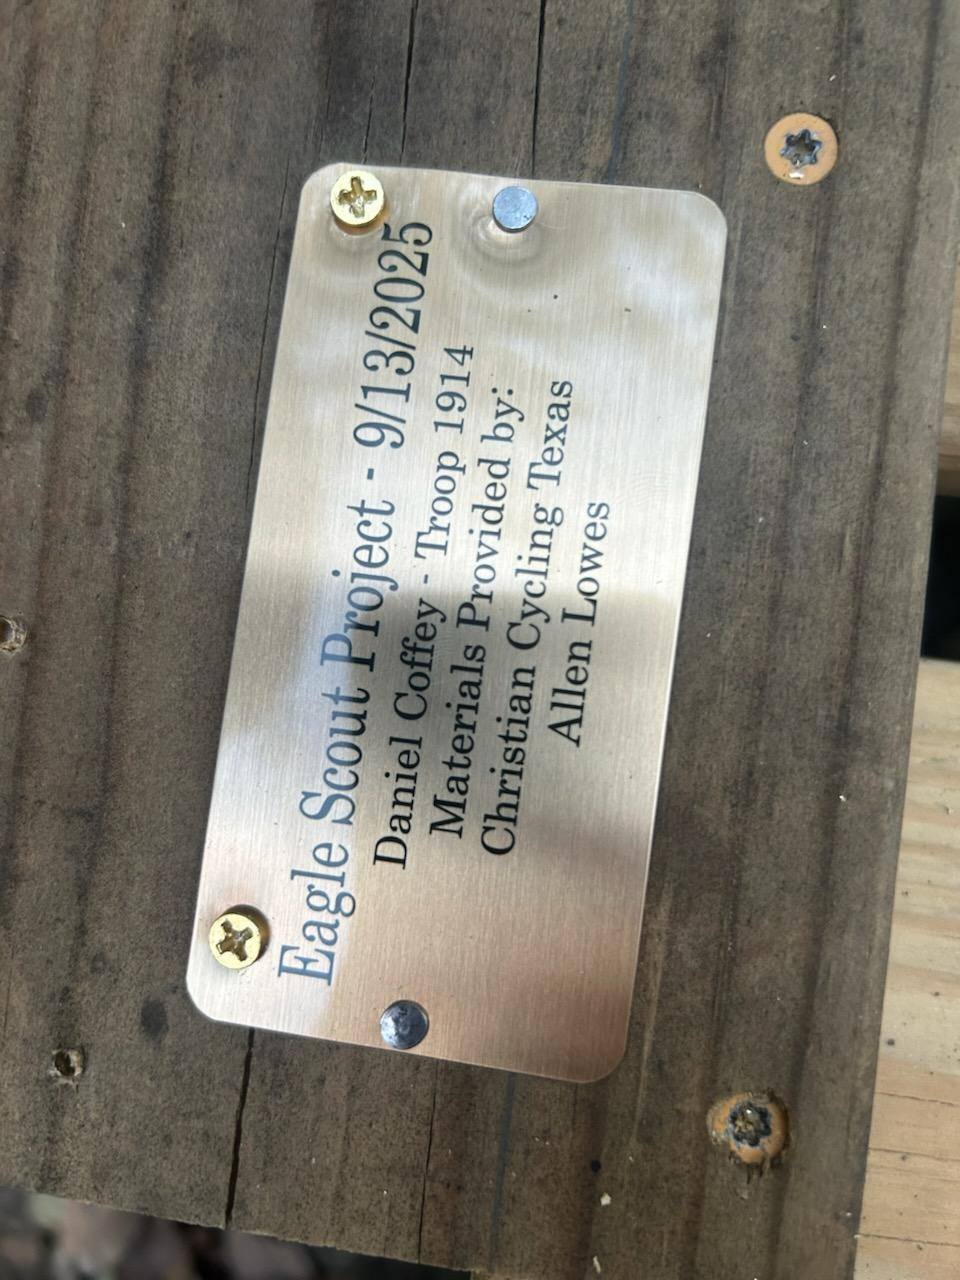 Eagle Scout Project - 9/13/2025
Daniel Coffey - Troop 1914
Materials Provided by:
Christian Cycling Texas
Allen Lowes